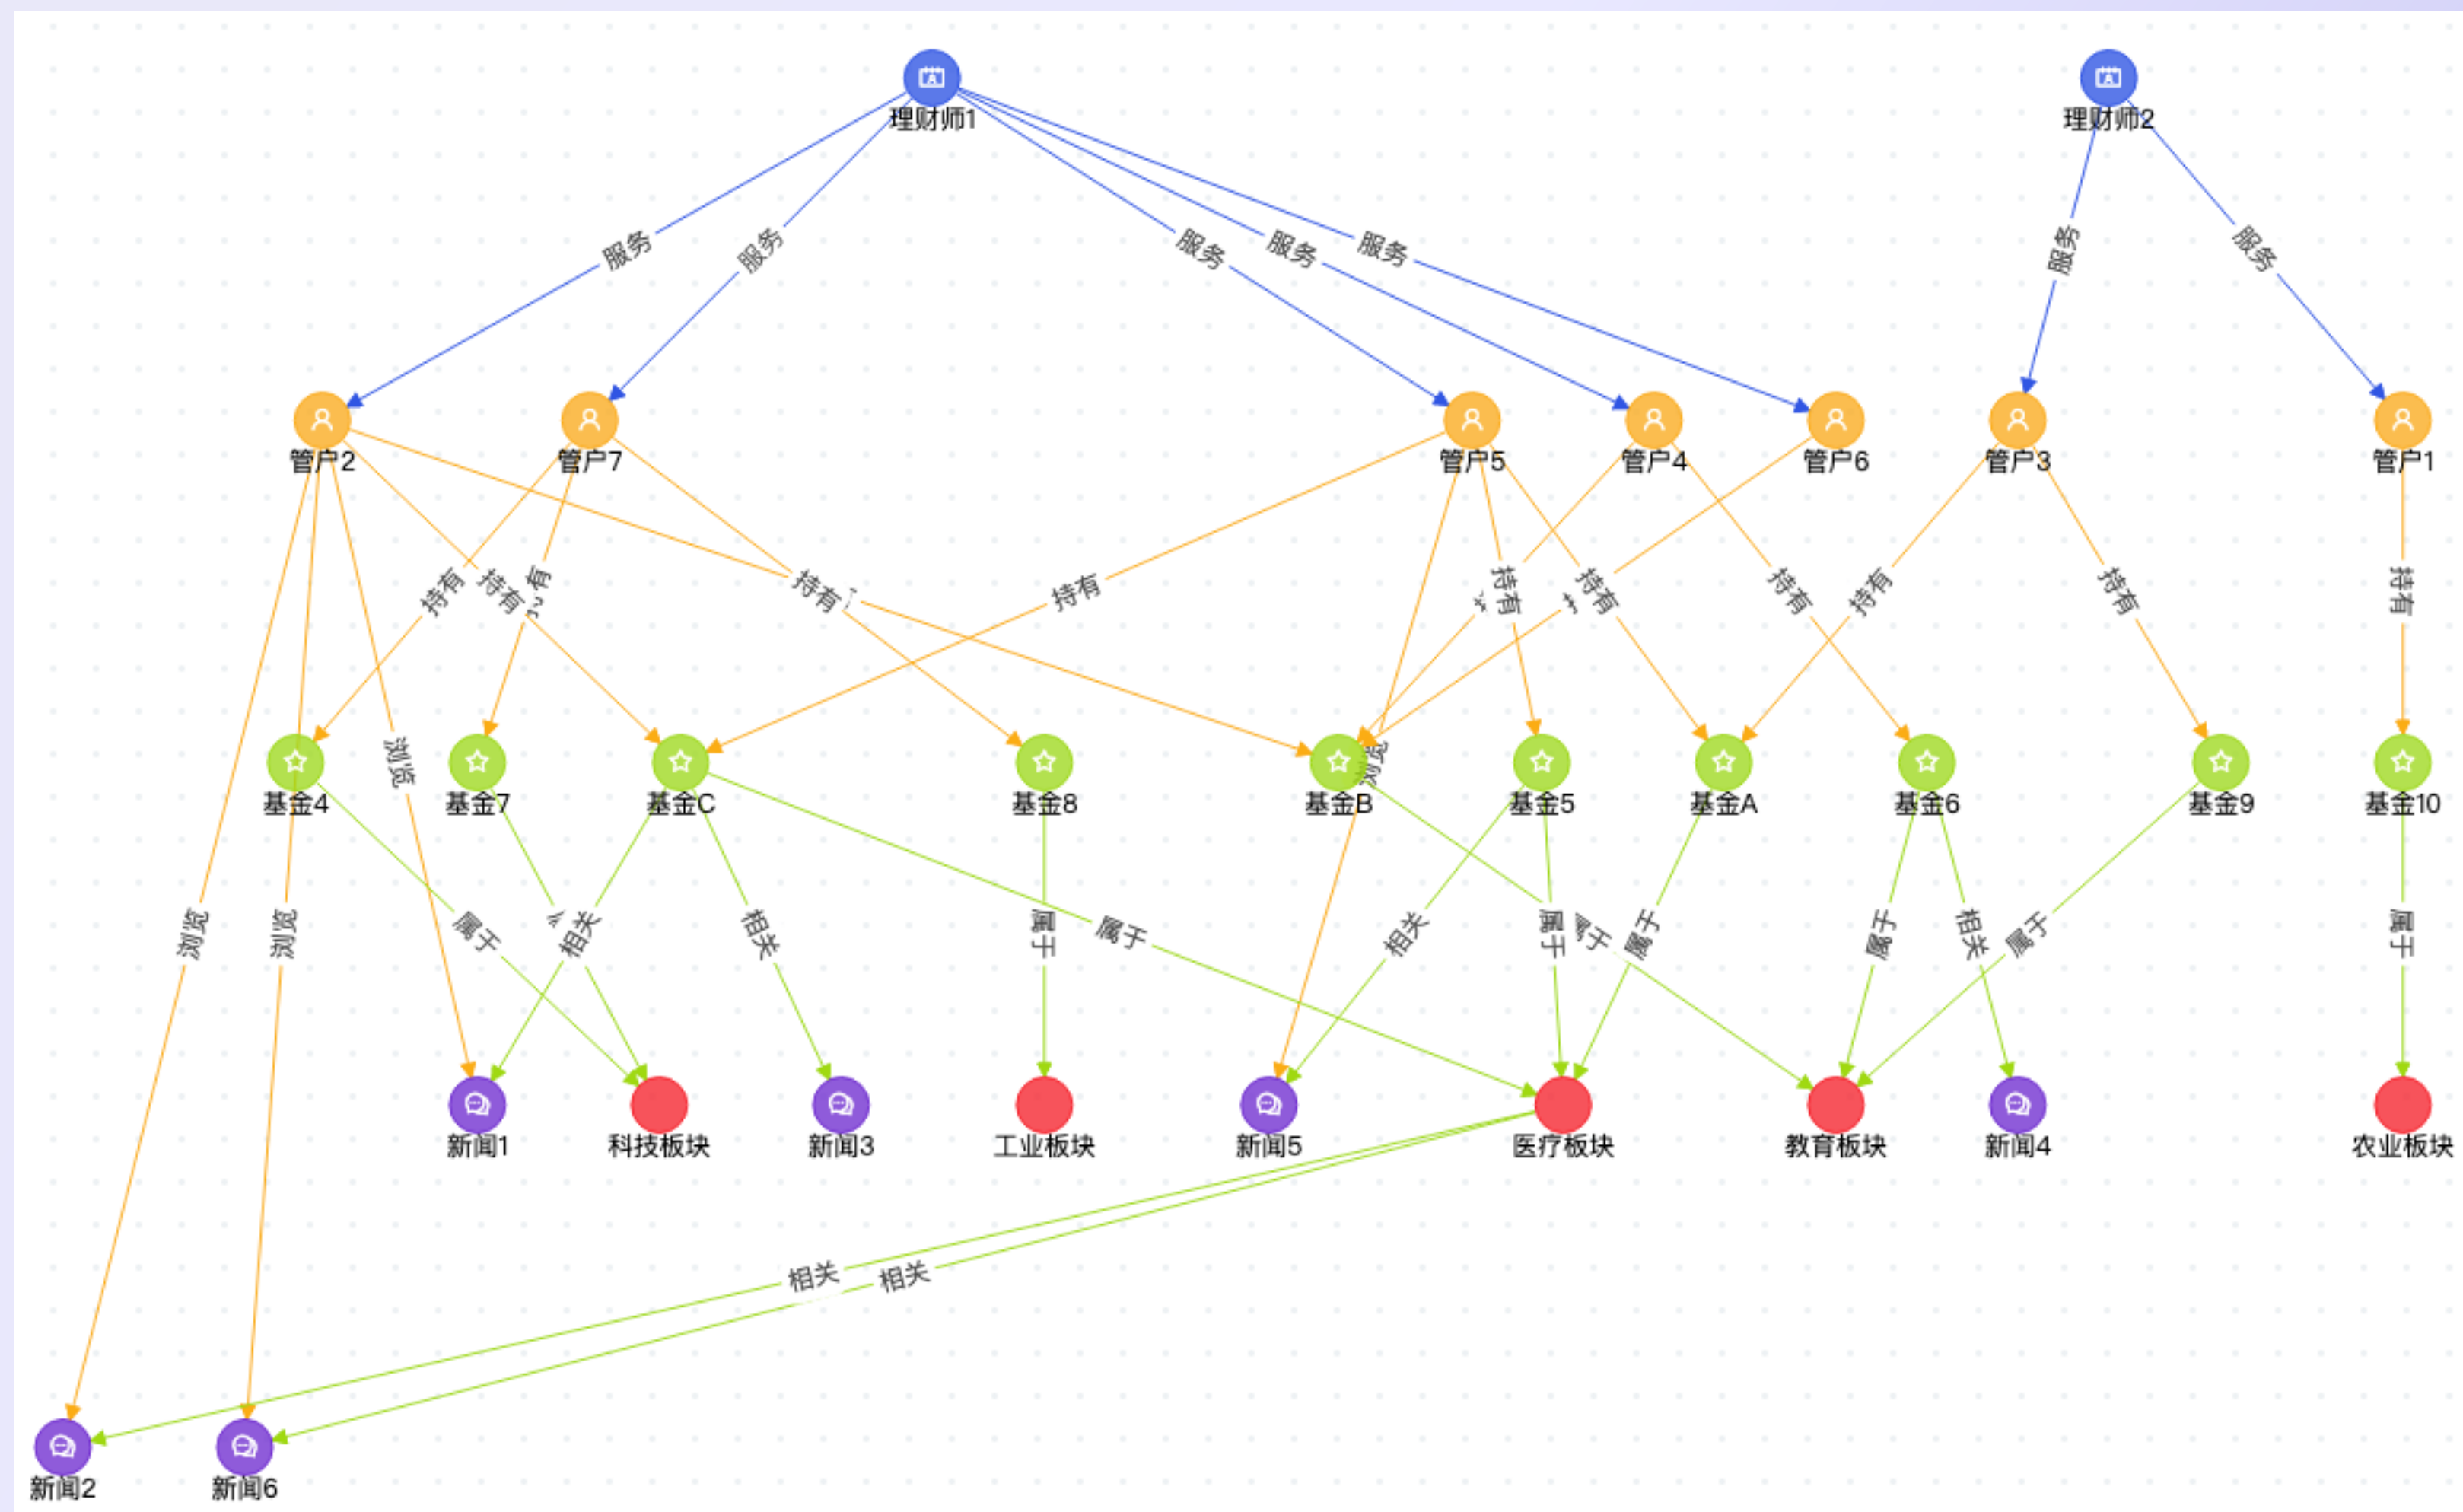 理财师1
理财师2
服务
服务
服务
服务
服务
服务
服务
管户2
管户7
管户5
管户4
管户6
管户3
管户1
持有
持有
有
持有
持有
持有
持有
持有
持有
持有
持有
浏览
浏览
基金4
基金7
基金C
基金8
基金B
基金5
基金A
基金6
基金9
基金10
浏览
浏览
属于
相关
相关
属于
属于
相关
属于
属于
属于
属于
相关
属于
属于
新闻1
科技板块
新闻3
工业板块
新闻5
医疗板块
教育板块
新闻4
农业板块
相关
相关
新闻2
新闻6